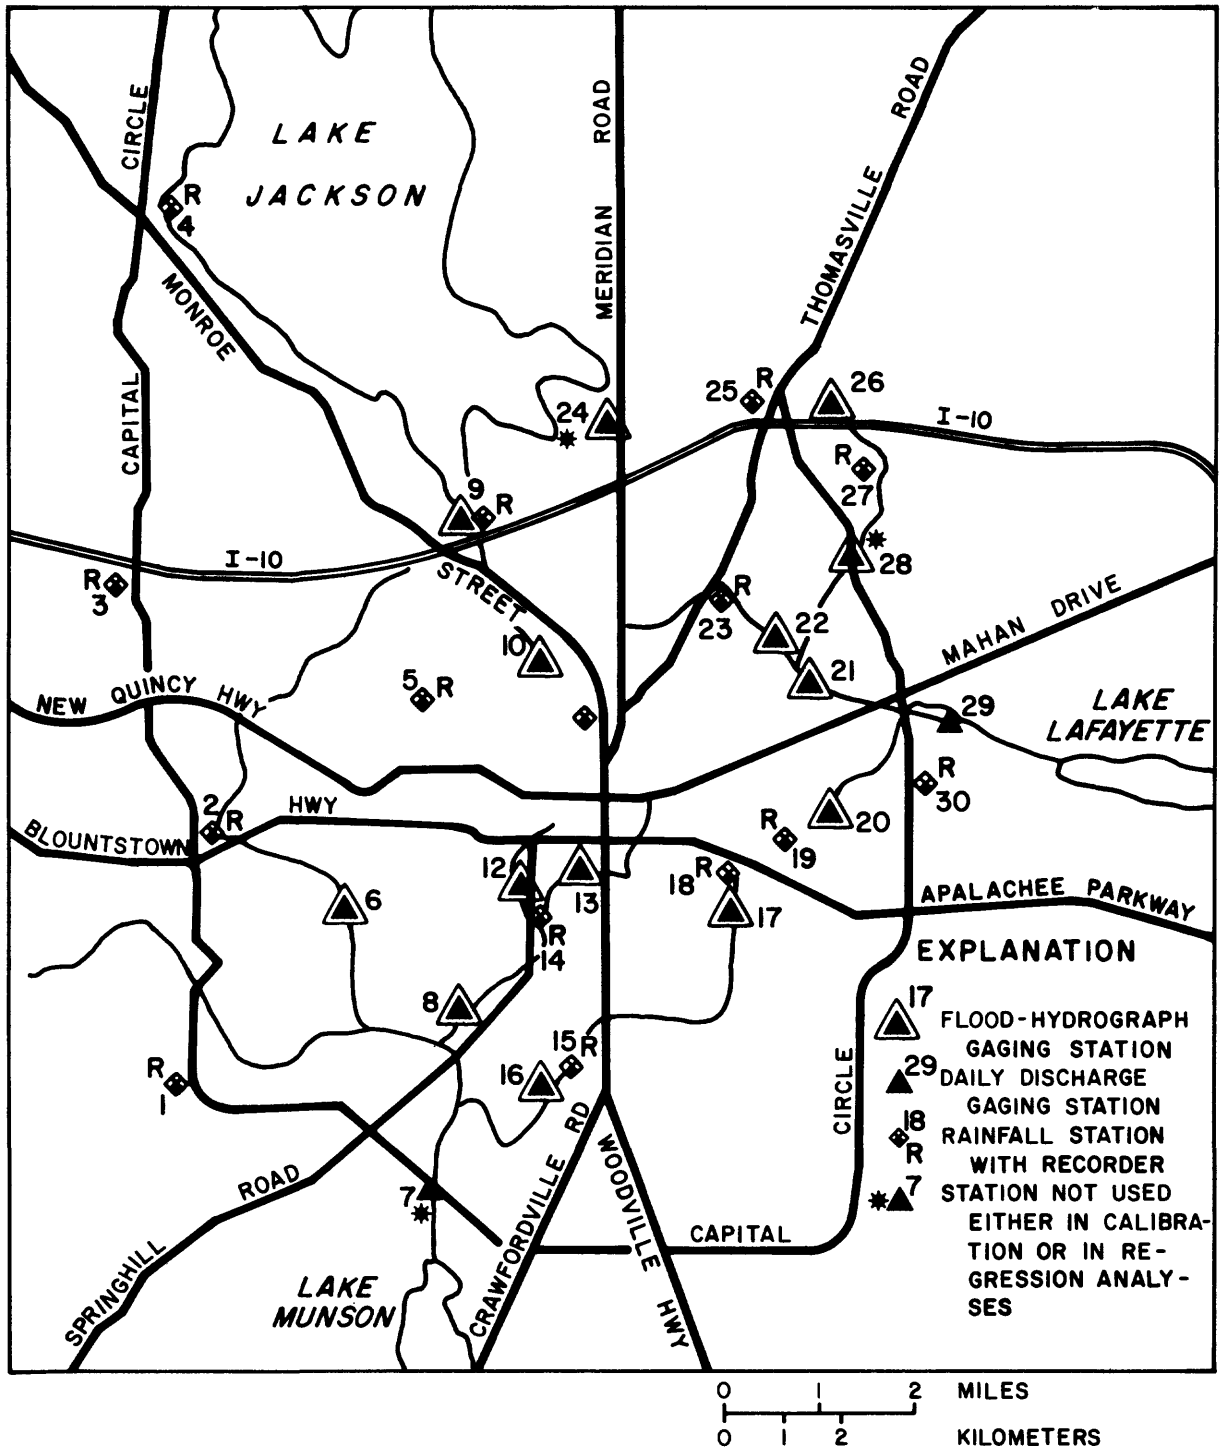 LAKE
JACKSON
CIRCLE
CAPITAL
MONROE
STREET
MERIDIAN ROAD
THOMASVILLE ROAD
R
4
25 R
26
24
I-10
9 R
R
27
28
I-10
R
3
MAHAN DRIVE
10
R
23
22
21
5 R
NEW QUINCY HWY
LAKE
LAFAYETTE
29
R
30
2 R
HWY
BLOUNTSTOWN
20
R
19
12
13
R
18
17
6
R
14
APALACHEE PARKWAY
8
15 R
16
R
1
7
ROAD
SPRINGHILL
CRAWFORDVILLE RD
WOODVILLE HWY
CAPITAL
CIRCLE
LAKE
MUNSON
EXPLANATION
17 FLOOD-HYDROGRAPH
GAGING STATION
29 DAILY DISCHARGE
GAGING STATION
18 RAINFALL STATION
R WITH RECORDER
7 STATION NOT USED
EITHER IN CALIBRA-
TION OR IN RE-
GRESSION ANALY-
SES
0 1 2 MILES
0 1 2 KILOMETERS